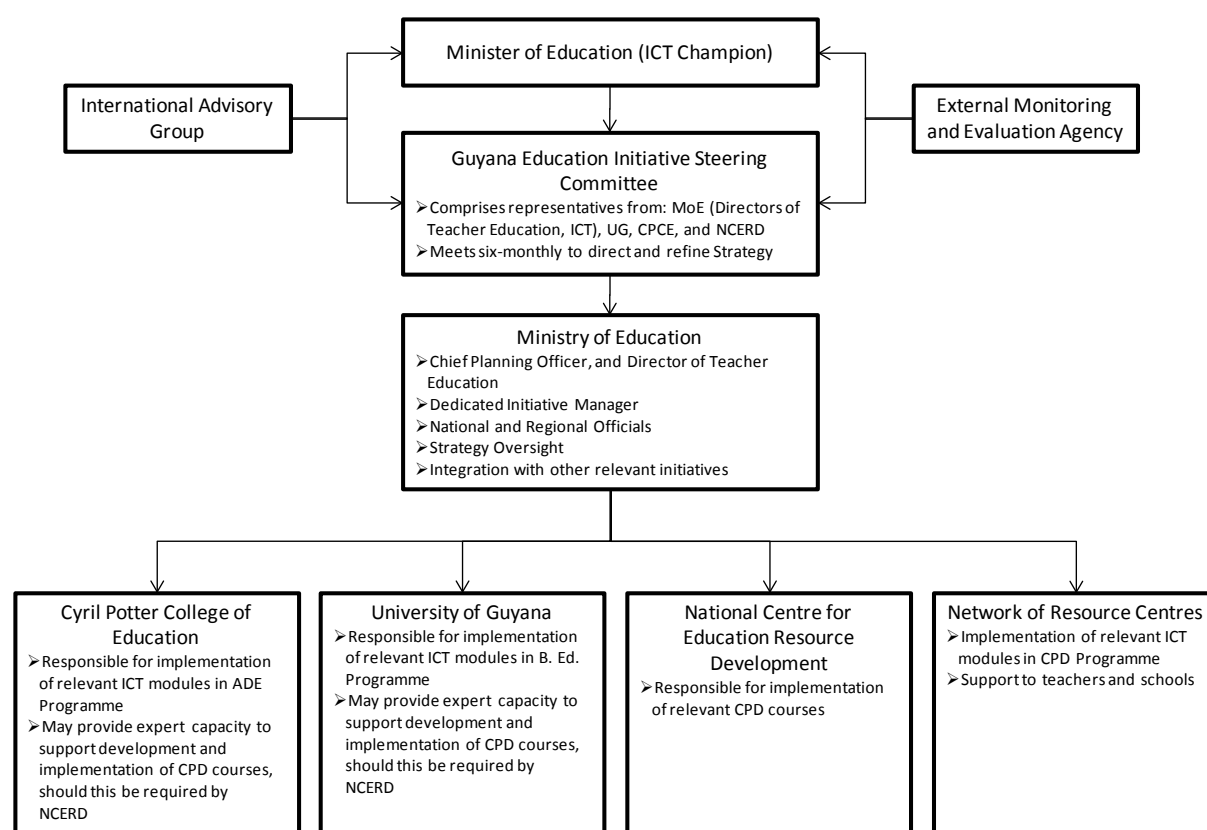 Minister of Education (ICT Champion)
International Advisory
Group
External Monitoring
and Evaluation Agency
Guyana Education Initiative Steering
Committee
➢Comprises representatives from: MoE (Directors of
Teacher Education, ICT), UG, CPCE, and NCERD
➢Meets six-monthly to direct and refine Strategy
Ministry of Education
➢Chief Planning Officer, and Director of Teacher
Education
➢Dedicated Initiative Manager
➢National and Regional Officials
➢Strategy Oversight
➢Integration with other relevant initiatives
Cyril Potter College of
Education
➢Responsible for implementation
of relevant ICT modules in ADE
Programme
➢May provide expert capacity to
support development and
implementation of CPD courses,
should this be required by
NCERD
University of Guyana
➢Responsible for implementation
of relevant ICT modules in B. Ed.
Programme
➢May provide expert capacity to
support development and
implementation of CPD courses,
should this be required by
NCERD
National Centre for
Education Resource
Development
➢Responsible for implementation
of relevant CPD courses
Network of Resource Centres
➢Implementation of relevant ICT
modules in CPD Programme
➢Support to teachers and schools